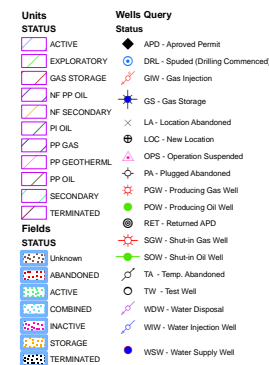 Units
STATUS
ACTIVE
EXPLORATORY
GAS STORAGE
NF PP OIL
NF SECONDARY
PI OIL
PP GAS
PP GEOTHERML
PP OIL
SECONDARY
TERMINATED
Fields
STATUS
Unknown
ABANDONED
ACTIVE
COMBINED
INACTIVE
STORAGE
TERMINATED
Wells Query
Status
APD - Aproved Permit
DRL - Spuded (Drilling Commenced)
GIW - Gas Injection
GS - Gas Storage
LA - Location Abandoned
LOC - New Location
OPS - Operation Suspended
PA - Plugged Abandoned
PGW - Producing Gas Well
POW - Producing Oil Well
RET - Returned APD
SGW - Shut-in Gas Well
SOW - Shut-in Oil Well
TA - Temp. Abandoned
TW - Test Well
WDW - Water Disposal
WIW - Water Injection Well
WSW - Water Supply Well